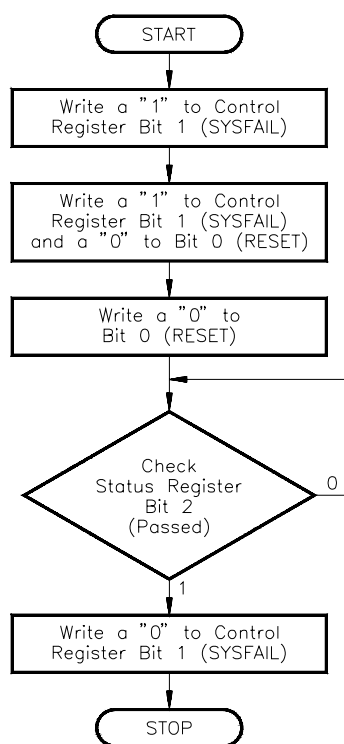 START
Write a "1" to Control
Register Bit 1 (SYSFAIL)
Write a "1" to Control
Register Bit 1 (SYSFAIL)
and a "0" to Bit 0 (RESET)
Write a "0" to
Bit 0 (RESET)
Check
Status Register
Bit 2
(Passed)
0
1
Write a "0" to Control
Register Bit 1 (SYSFAIL)
STOP